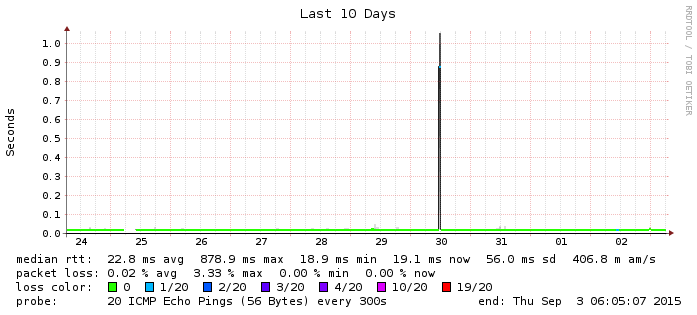 Last 10 Days
RRDTOOL / TOBI OETIKER
Seconds
1.0
0.9
0.8
0.7
0.6
0.5
0.4
0.3
0.2
0.1
0.0
24 25 26 27 28 29 30 31 01 02
median rtt: 22.8 ms avg 878.9 ms max 18.9 ms min 19.1 ms now 56.0 ms sd 406.8 m am/s
packet loss: 0.02 % avg 3.33 % max 0.00 % min 0.00 % now
loss color: 0 1/20 2/20 3/20 4/20 10/20 19/20
probe: 20 ICMP Echo Pings (56 Bytes) every 300s end: Thu Sep 3 06:05:07 2015